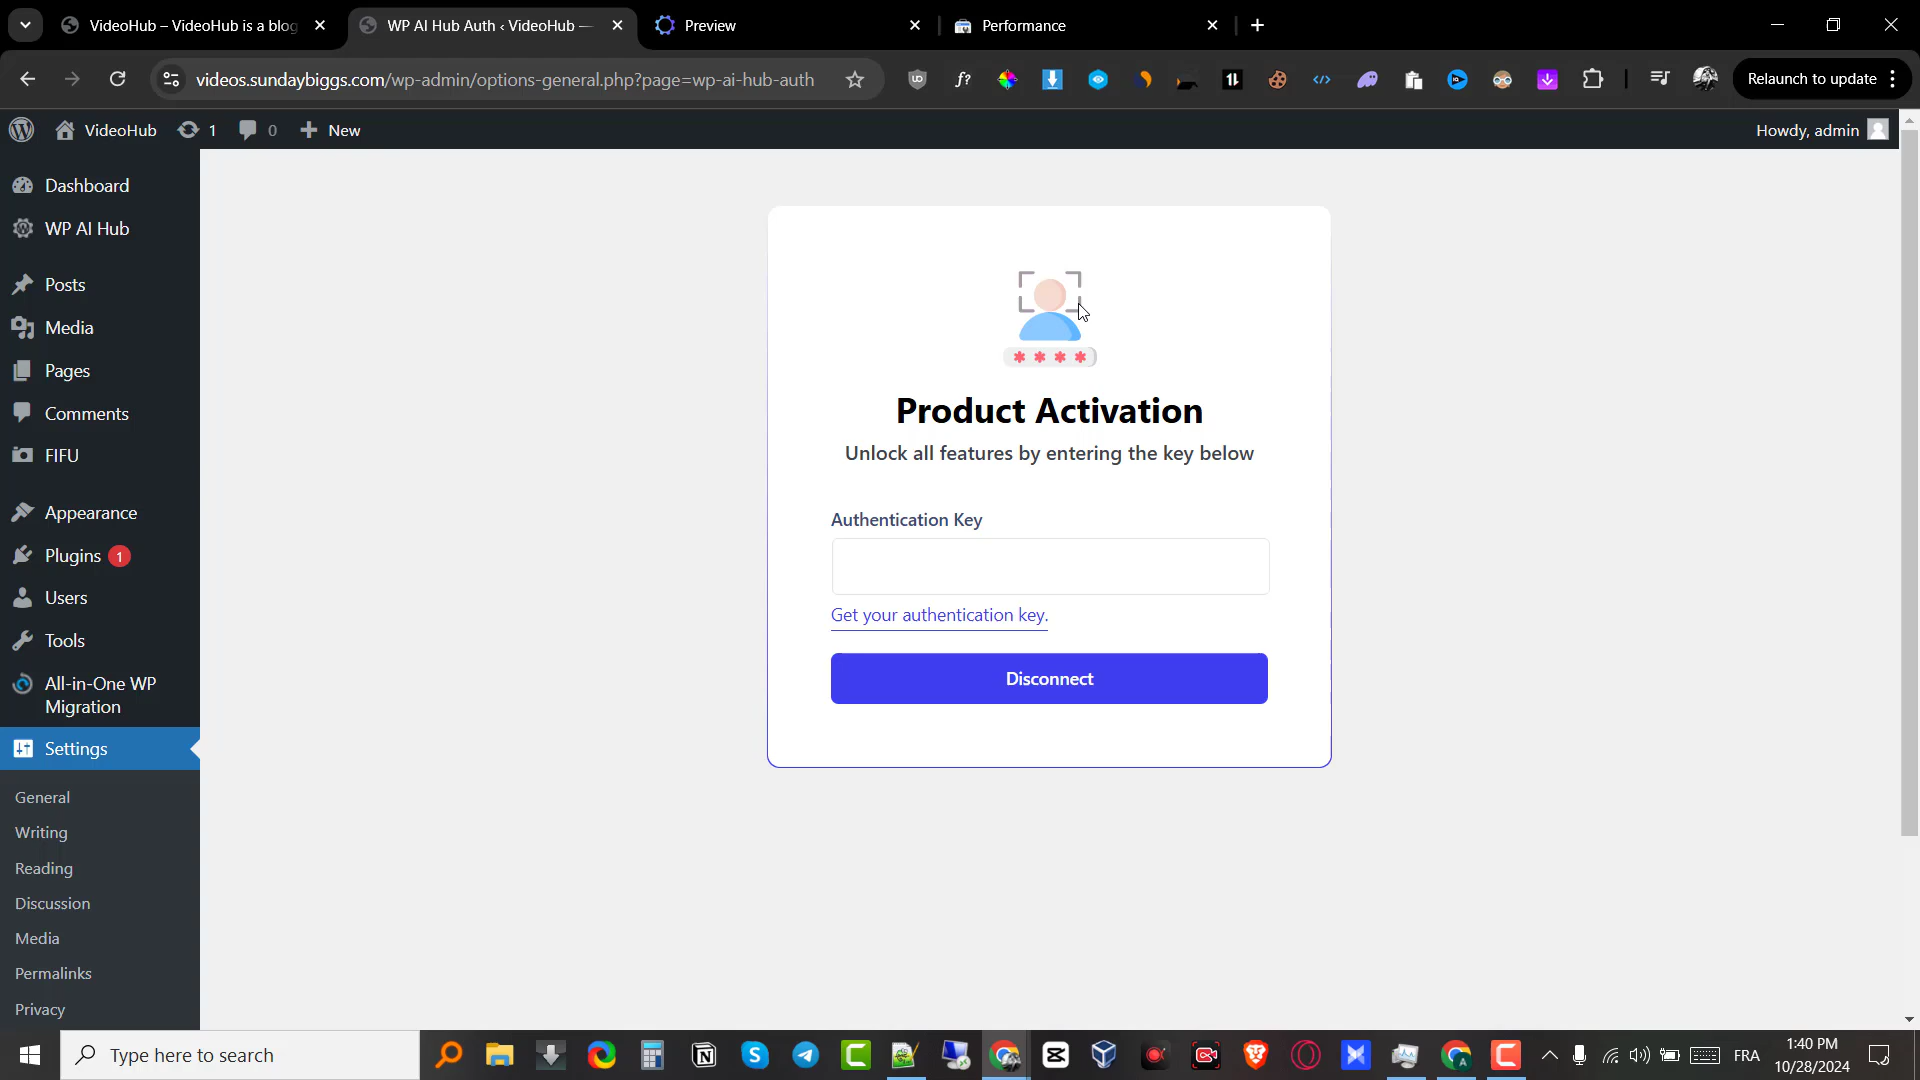 VideoHub – VideoHub is a blog
WP AI Hub Auth ‹ VideoHub —
Preview
Performance
videos.sundaybiggs.com/wp-admin/options-general.php?page=wp-ai-hub-auth
Relaunch to update
VideoHub
1
0
New
Howdy, admin
Dashboard
WP AI Hub
Posts
Media
Pages
Comments
FIFU
Appearance
Plugins 1
Users
Tools
All-in-One WP
Migration
Settings
General
Writing
Reading
Discussion
Media
Permalinks
Privacy
* * * *
Product Activation
Unlock all features by entering the key below
Authentication Key
Get your authentication key.
Disconnect
Type here to search
FRA
1:40 PM
10/28/2024